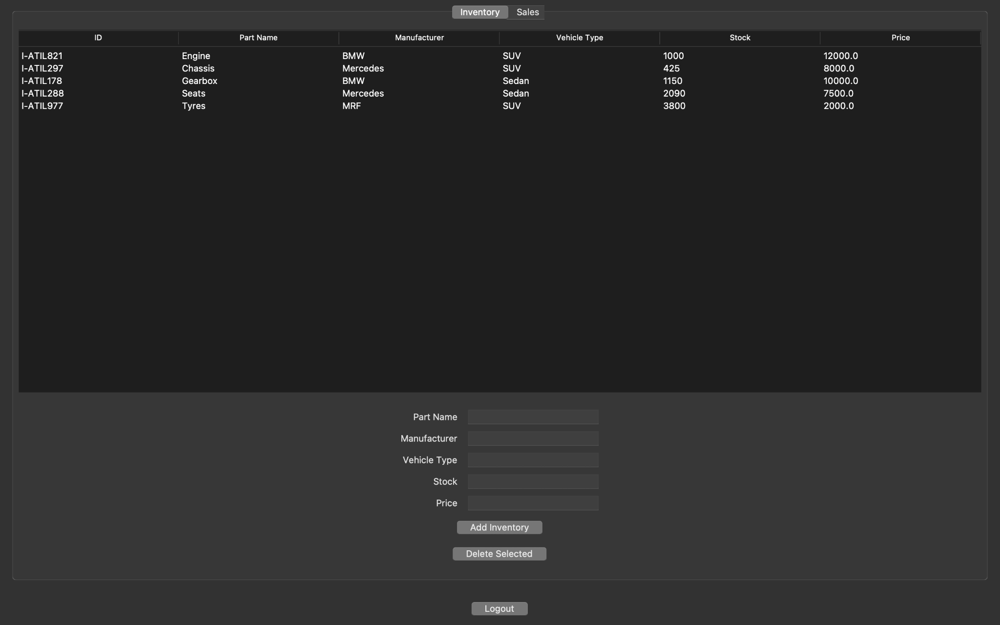 Inventory Sales
ID Part Name Manufacturer Vehicle Type Stock Price
I-ATIL821 Engine BMW SUV 1000 12000.0
I-ATIL297 Chassis Mercedes SUV 425 8000.0
I-ATIL178 Gearbox BMW Sedan 1150 10000.0
I-ATIL288 Seats Mercedes Sedan 2090 7500.0
I-ATIL977 Tyres MRF SUV 3800 2000.0
Part Name
Manufacturer
Vehicle Type
Stock
Price
Add Inventory
Delete Selected
Logout